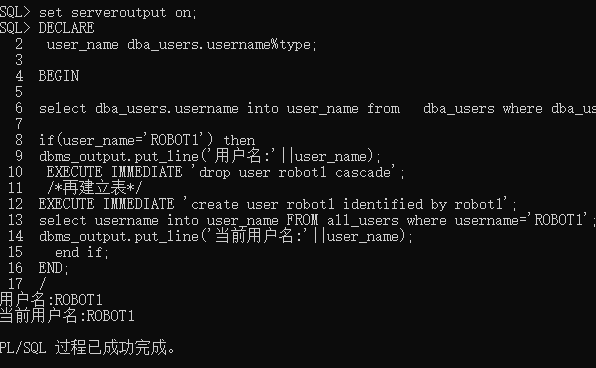 SQL> set serveroutput on;
SQL> DECLARE
2 user_name dba_users.username%type;
3
4 BEGIN
5
6 select dba_users.username into user_name from dba_users where dba_us
7
8 if(user_name='ROBOT1') then
9 dbms_output.put_line('用户名:'||user_name);
10 EXECUTE IMMEDIATE 'drop user robot1 cascade';
11 /*再建立表*/
12 EXECUTE IMMEDIATE 'create user robot1 identified by robot1';
13 select username into user_name FROM all_users where username='ROBOT1';
14 dbms_output.put_line('当前用户名:'||user_name);
15 end if;
16 END;
17 /
用户名:ROBOT1
当前用户名:ROBOT1
PL/SQL 过程已成功完成。